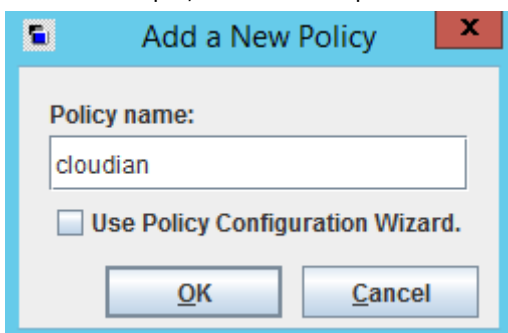 Add a New Policy
x
Policy name:
cloudian
Use Policy Configuration Wizard.
OK
Cancel